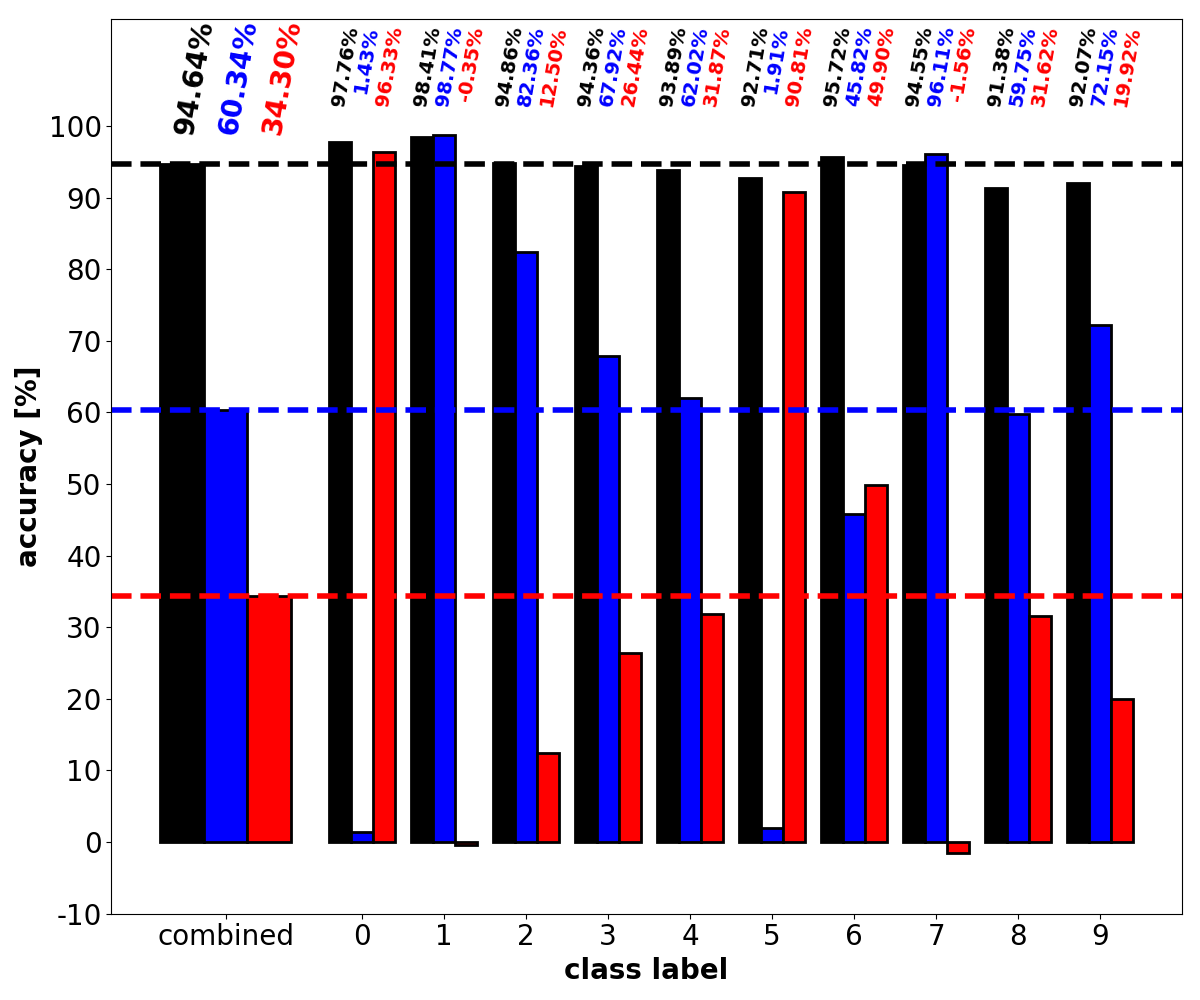 94.64% 60.34% 34.30%
97.76% 1.43% 96.33%
98.41% 98.77% -0.35%
94.86% 82.36% 12.50%
94.36% 67.92% 26.44%
93.89% 62.02% 31.87%
92.71% 1.91% 90.81%
95.72% 45.82% 49.90%
94.55% 96.11% -1.56%
91.38% 59.75% 31.62%
92.07% 72.15% 19.92%
100
90
80
70
60
50
40
30
20
10
0
-10
accuracy [%]
combined 0 1 2 3 4 5 6 7 8 9
class label